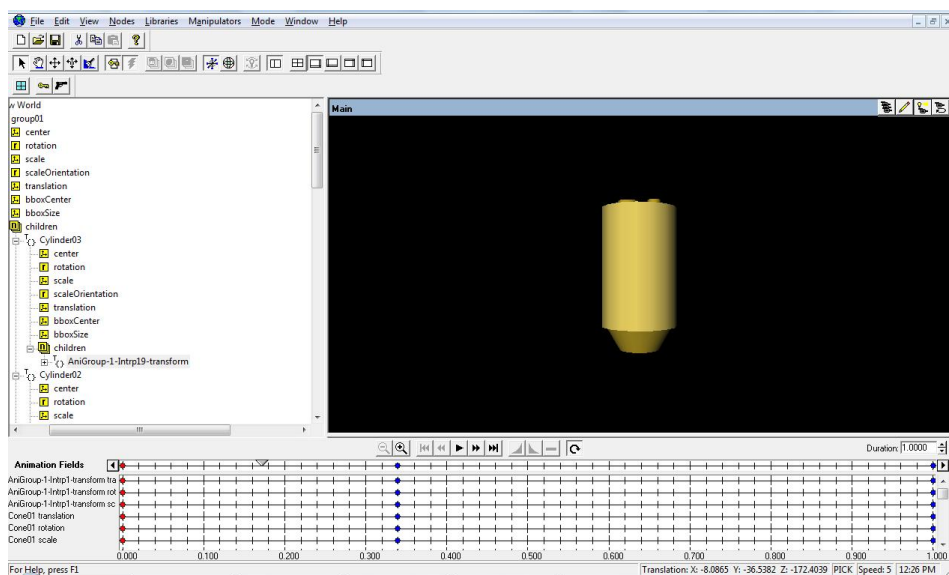 File Edit View Nodes Libraries Manipulators Mode Window Help
w World
group01
center
rotation
scale
scaleOrientation
translation
bboxCenter
bboxSize
children
Cylinder03
center
rotation
scale
scaleOrientation
translation
bboxCenter
bboxSize
children
AniGroup-1-Intrp19-transform
Cylinder02
center
rotation
scale
Main
Duration: 1.0000
Animation Fields
AniGroup-1-Intrp1-transform tra
AniGroup-1-Intrp1-transform rot
AniGroup-1-Intrp1-transform sc
Cone01 translation
Cone01 rotation
Cone01 scale
0.000 0.100 0.200 0.300 0.400 0.500 0.600 0.700 0.800 0.900 1.000
For Help, press F1 Translation: X: -8.0865 Y: -36.5382 Z: -172.4039 PICK Speed: 5 12:26 PM